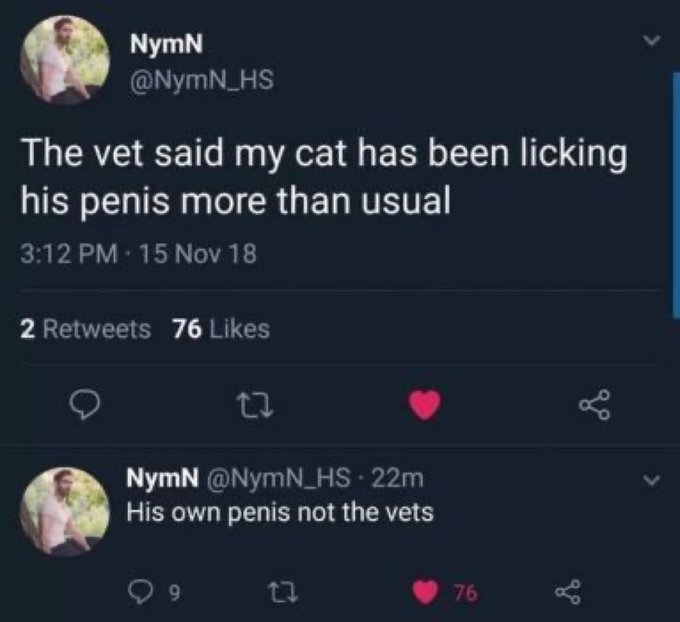 NymN
@NymN_HS
The vet said my cat has been licking
his penis more than usual
3:12 PM · 15 Nov 18
2 Retweets 76 Likes
NymN @NymN_HS · 22m
His own penis not the vets
9 76